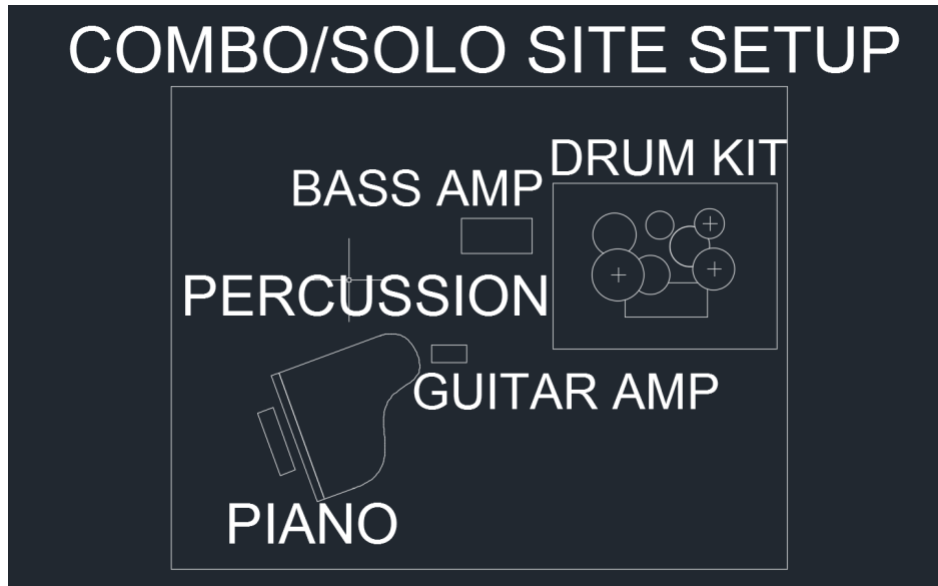 COMBO/SOLO SITE SETUP
DRUM KIT
BASS AMP
PERCUSSION
GUITAR AMP
PIANO